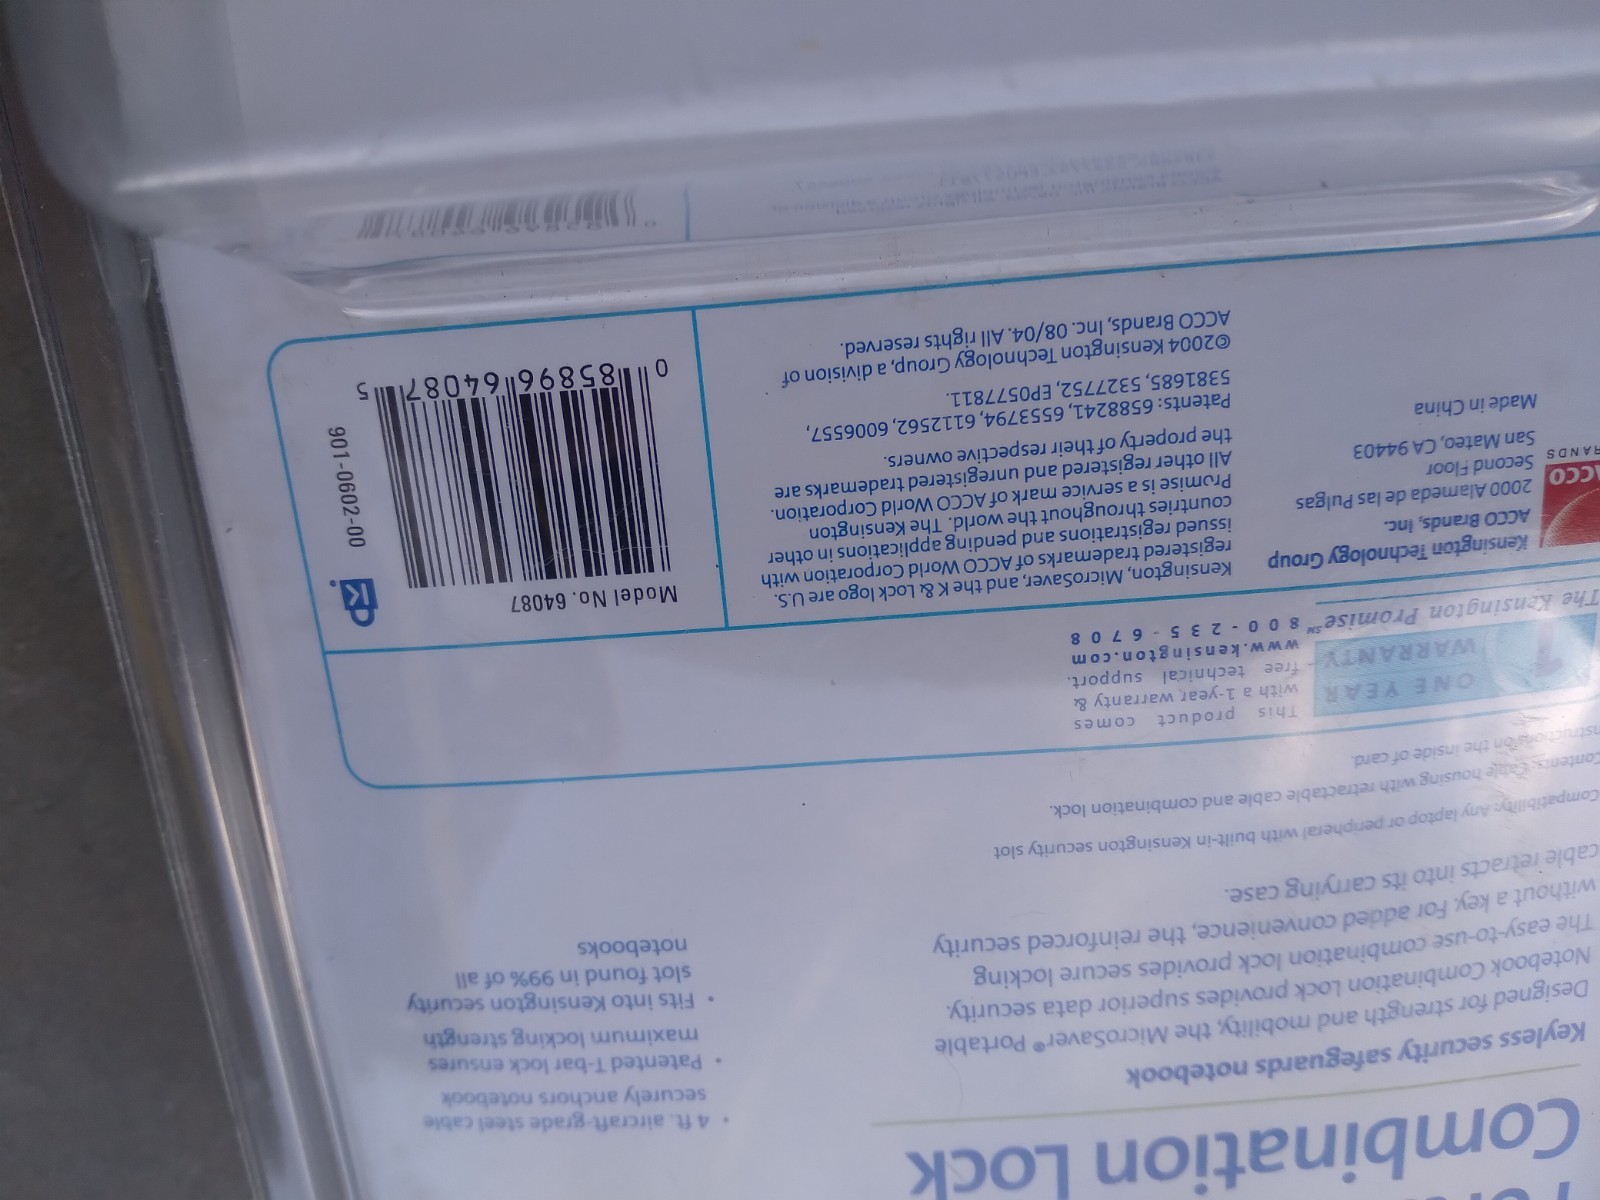 Combination Lock
Keyless security safeguards notebook
Designed for strength and mobility, the MicroSaver® Portable
Notebook Combination Lock provides superior data security.
The easy-to-use combination lock provides secure locking
without a key. For added convenience, the reinforced security
cable retracts into its carrying case.
• 4 ft. aircraft-grade steel cable
securely anchors notebook
• Patented T-bar lock ensures
maximum locking strength
• Fits into Kensington security
slot found in 99% of all
notebooks
Compatibility: Any laptop or peripheral with built-in Kensington security slot
Contents: Cable housing with retractable cable and combination lock.
on the inside of card.
ONE YEAR
WARRANTY
The Kensington Promise℠
This product comes
with a 1-year warranty &
free technical support.
www.kensington.com
800-235-6708
Kensington Technology Group
ACCO Brands, Inc.
2000 Alameda de las Pulgas
Second Floor
San Mateo, CA 94403
Made in China
ACCO
Kensington, MicroSaver, and the K & Lock logo are U.S.
registered trademarks of ACCO World Corporation with
issued registrations and pending applications in other
countries throughout the world. The Kensington
Promise is a service mark of ACCO World Corporation.
All other registered and unregistered trademarks are
the property of their respective owners.
Patents: 6588241, 6553794, 6112562, 6006557,
5381685, 5327752, EP0577811.
©2004 Kensington Technology Group, a division of
ACCO Brands, Inc. 08/04. All rights reserved.
Model No. 64087
0 85896 64087 5
901-0602-00